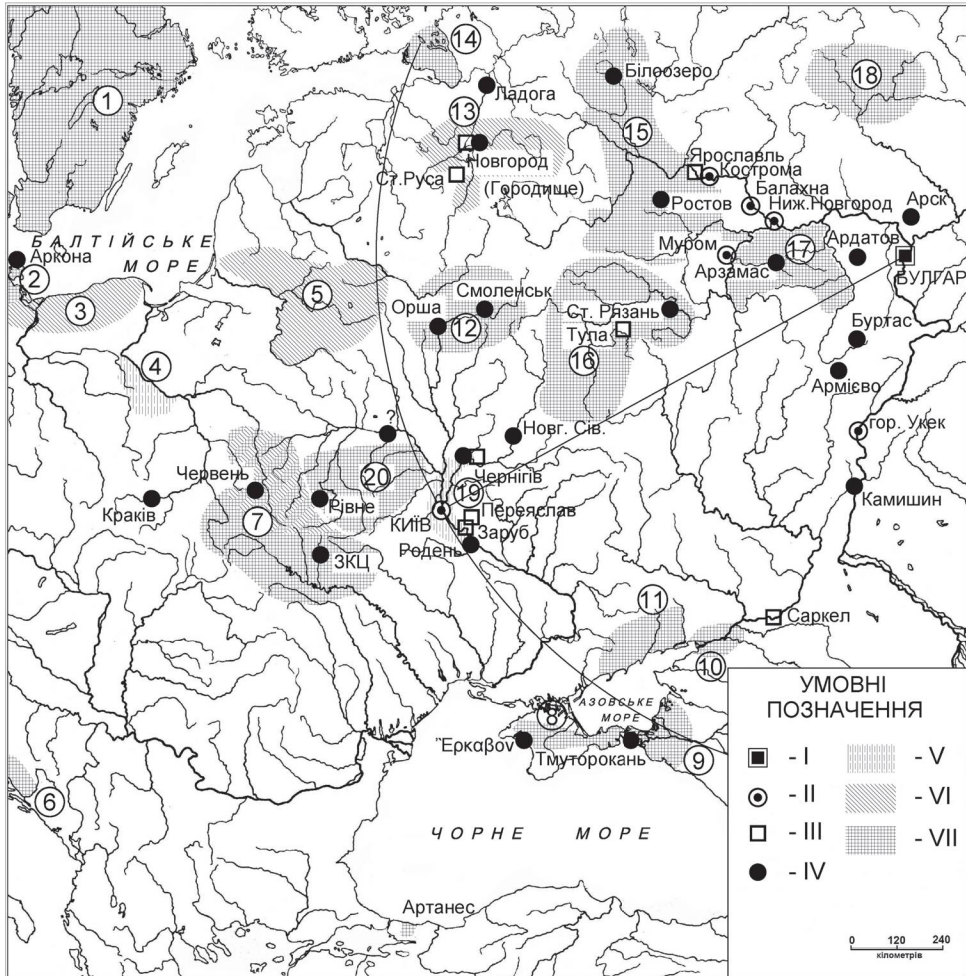 14
Білоозеро
18
1
Ладога
13
15
Новгород
Ст.Руса
(Городище)
Ярославль
Кострома
Балахна
Ниж.Новгород
Ростов
Арск
БАЛТІЙСЬКЕ
МОРЕ
Аркона
2
3
5
Муром
Арзамас
17
Ардатов
БУЛГАР
Смоленськ
Орша
12
Ст. Рязань
Тула
16
Буртас
Армієво
4
?
Новг. Сів.
гор. Укек
20
Чернігів
19
Червень
Краків
7
Рівне
КИЇВ
Переяслав
Заруб
Родень
Камишин
ЗКЦ
11
Саркел
10
8
АЗОВСЬКЕ
МОРЕ
Ἔρκαβον
Тмуторокань
9
6
ЧОРНЕ МОРЕ
Артанес
УМОВНІ
ПОЗНАЧЕННЯ
- I
- V
- II
- VI
- III
- VII
- IV
0 120 240
кілометрів